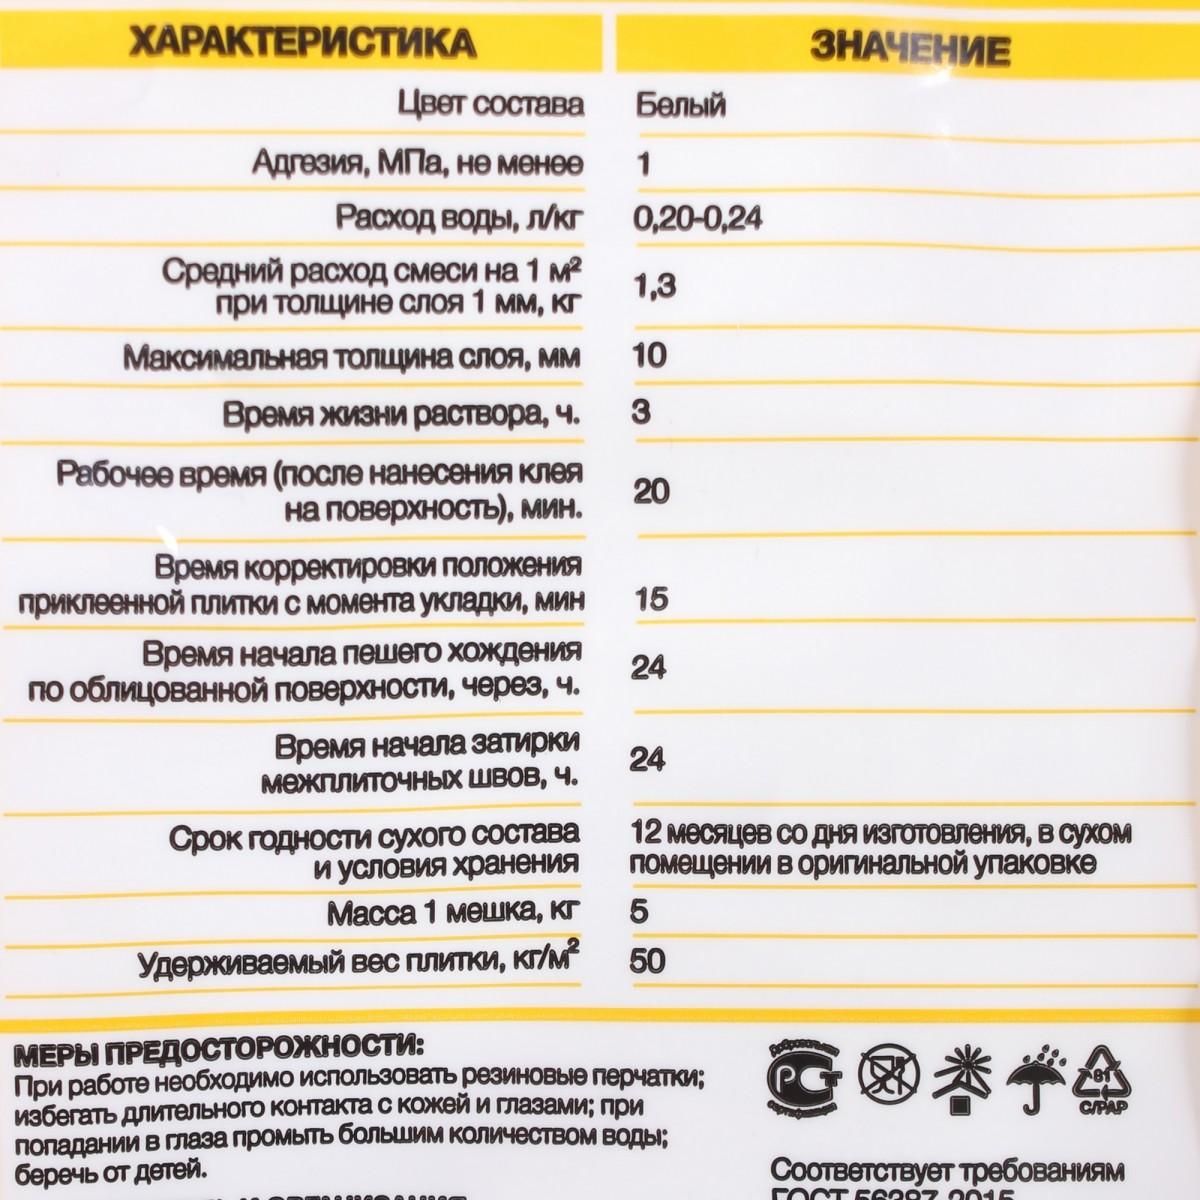 ХАРАКТЕРИСТИКА ЗНАЧЕНИЕ
Цвет состава Белый
Адгезия, МПа, не менее 1
Расход воды, л/кг 0,20-0,24
Средний расход смеси на 1 м²
при толщине слоя 1 мм, кг 1,3
Максимальная толщина слоя, мм 10
Время жизни раствора, ч. 3
Рабочее время (после нанесения клея
на поверхность), мин. 20
Время корректировки положения
приклеенной плитки с момента укладки, мин 15
Время начала пешего хождения
по облицованной поверхности, через, ч. 24
Время начала затирки
межплиточных швов, ч. 24
Срок годности сухого состава 12 месяцев со дня изготовления, в сухом
и условия хранения помещении в оригинальной упаковке
Масса 1 мешка, кг 5
Удерживаемый вес плитки, кг/м² 50
МЕРЫ ПРЕДОСТОРОЖНОСТИ:
При работе необходимо использовать резиновые перчатки;
избегать длительного контакта с кожей и глазами; при
попадании в глаза промыть большим количеством воды;
беречь от детей.
Добровольная
РСТ
сертификация
81
C/PAP
Соответствует требованиям
ГОСТ 56387-2015